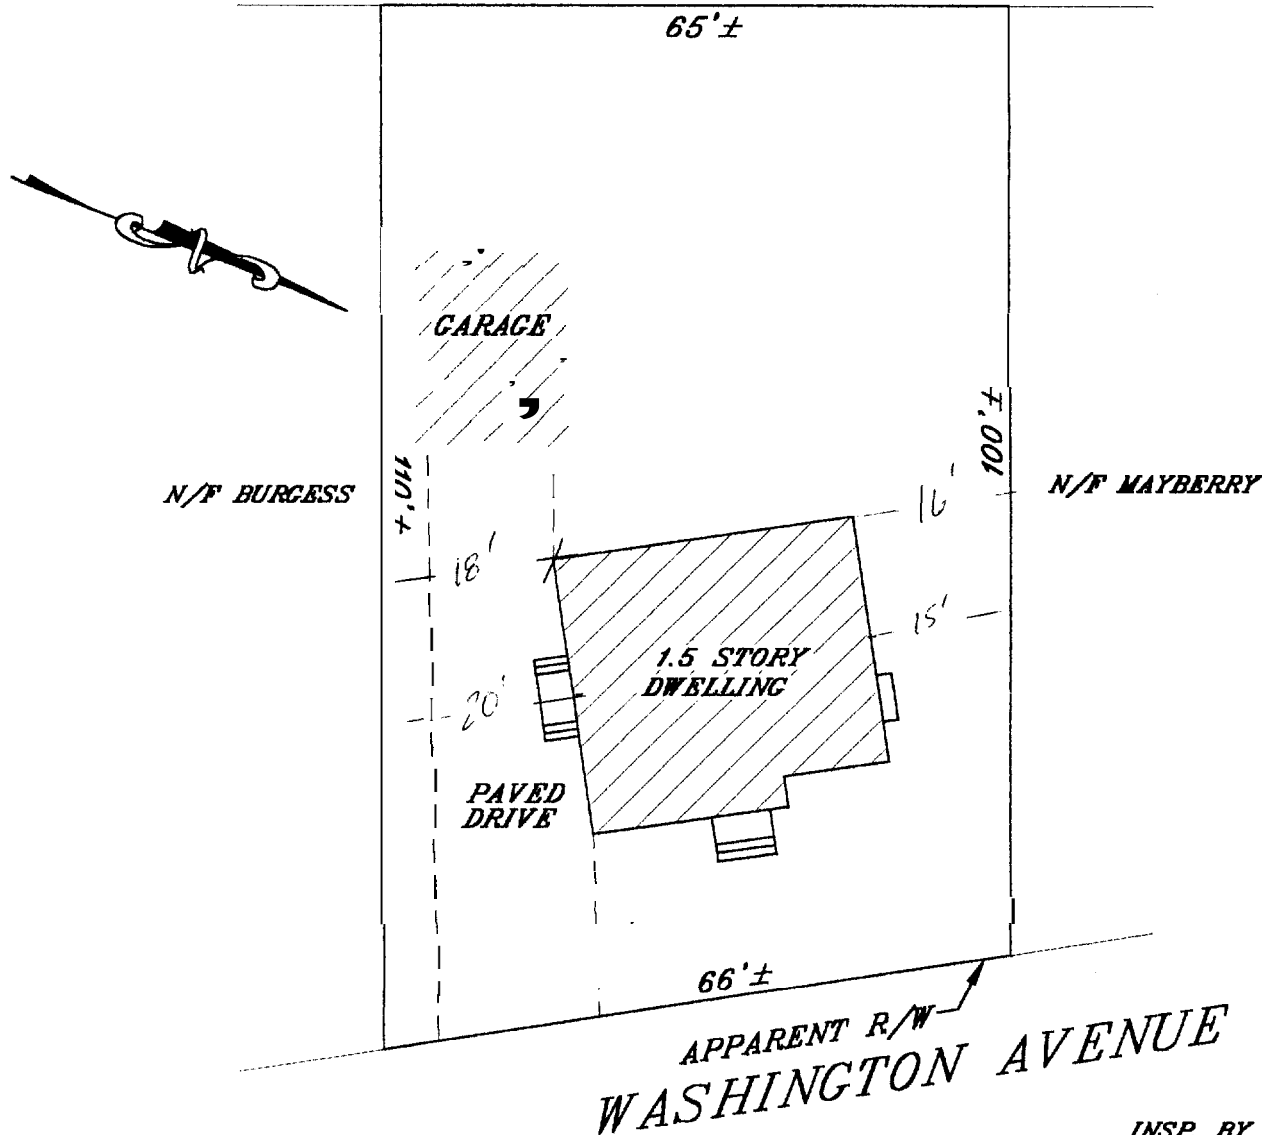 65'±
GARAGE
110'±
100'±
N/F BURGESS
N/F MAYBERRY
16'
18'
15'
1.5 STORY
DWELLING
20'
PAVED
DRIVE
66'±
APPARENT R/W
WASHINGTON AVENUE
INSP. BY